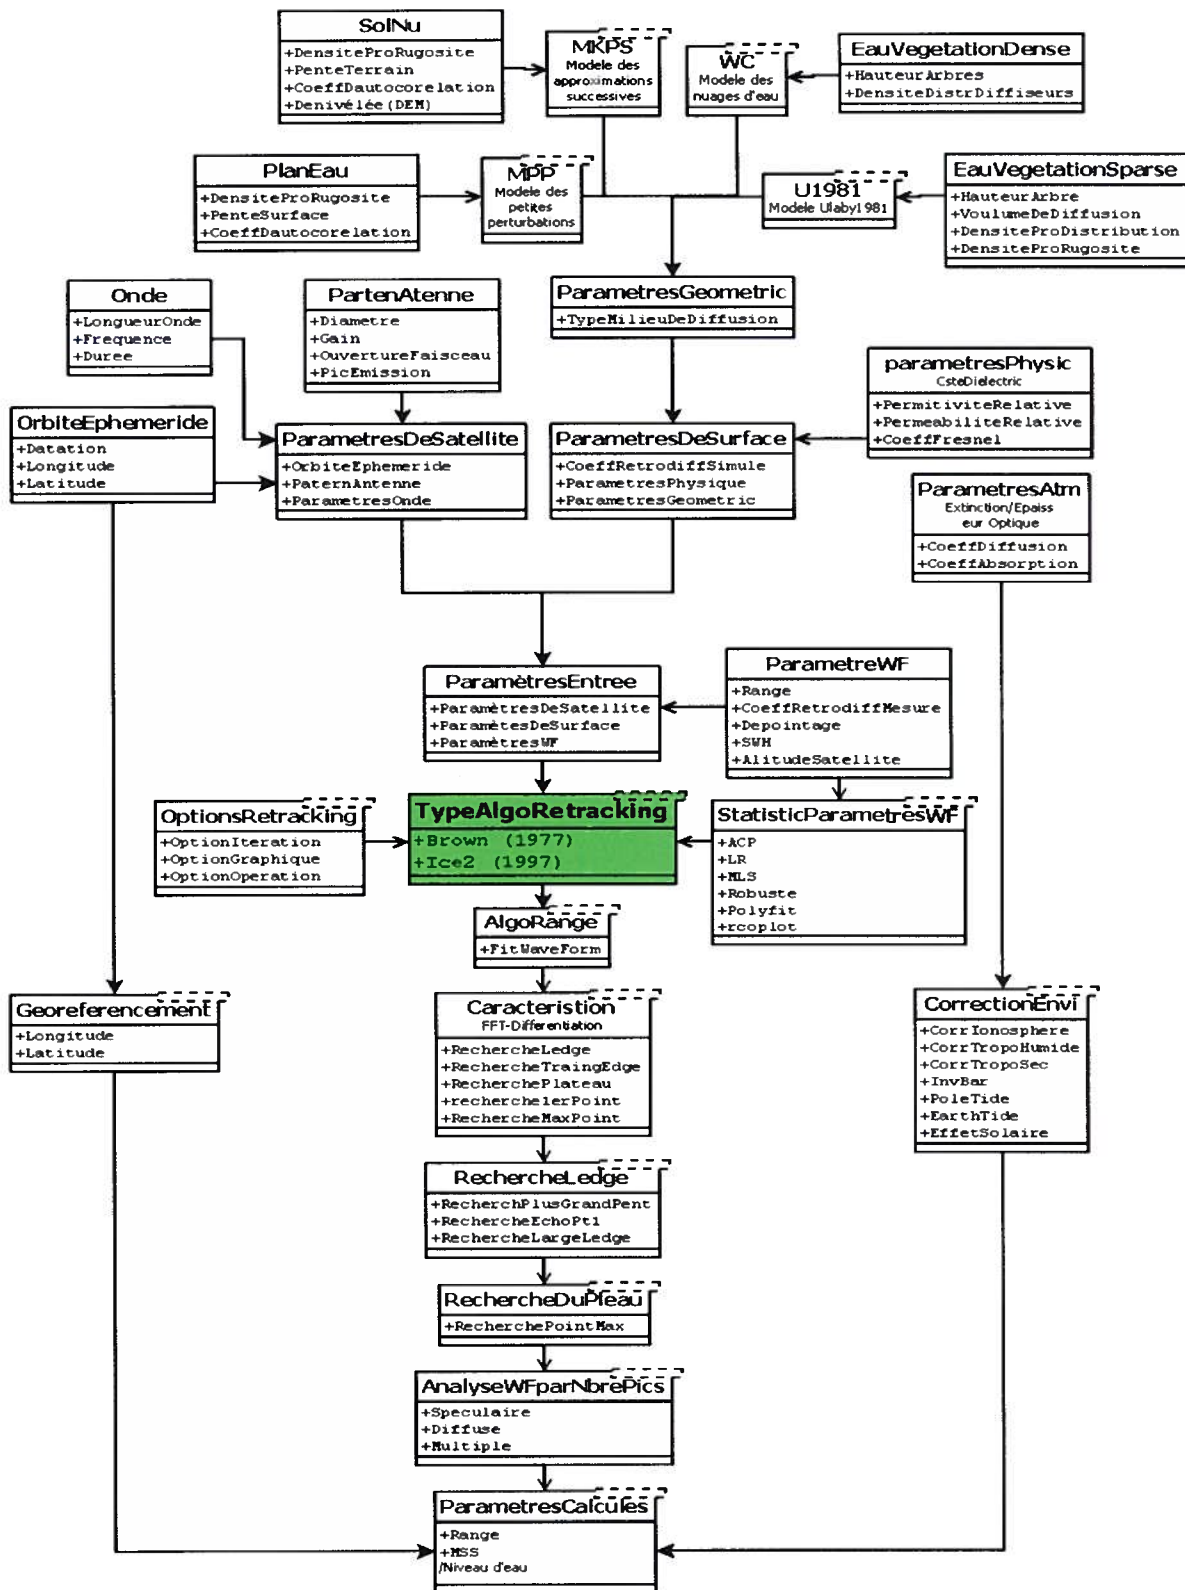 SolNu
+DensiteProRugosite
+PenteTerrain
+CoeffDautocorelation
+Denivélée(DEM)
MKPS
Modele des
approximations
successives
WC
Modele des
nuages d'eau
EauVegetationDense
+HauteurArbres
+DensiteDistrDiffiseurs
PlanEau
+DensiteProRugosite
+PenteSurface
+CoeffDautocorelation
MPP
Modele des
petites
perturbations
U1981
Modele Ulaby1981
EauVegetationSparse
+HauteurArbre
+VoulumeDeDiffusion
+DensiteProDistribution
+DensiteProRugosite
Onde
+LongueurOnde
+Frequence
+Duree
PartenAtenne
+Diametre
+Gain
+OuvertureFaisceau
+PicEmission
ParametresGeometric
+TypeMilieuDeDiffusion
parametresPhysic
CsteDielectric
+PermitiviteRelative
+PermeabiliteRelative
+CoeffFresnel
OrbiteEphemeride
+Datation
+Longitude
+Latitude
ParametresDeSatellite
+OrbiteEphemeride
+PaternAntenne
+ParametresOnde
ParametresDeSurface
+CoeffRetrodiffSimule
+ParametresPhysique
+ParametresGeometric
ParametresAtm
Extinction/Epaiss
eur Optique
+CoeffDiffusion
+CoeffAbsorption
ParamètresEntree
+ParamètresDeSatellite
+ParamètesDeSurface
+ParamètresWF
ParametreWF
+Range
+CoeffRetrodiffMesure
+Depointage
+SWH
+AlitudeSatellite
OptionsRetracking
+OptionIteration
+OptionGraphique
+OptionOperation
TypeAlgoRetracking
+Brown (1977)
+Ice2 (1997)
StatisticParametresWF
+ACP
+LR
+MLS
+Robuste
+Polyfit
+rcoplot
AlgoRange
+FitWaveForm
Georeferencement
+Longitude
+Latitude
Caracteristion
FFT-Differentiation
+RechercheLedge
+RechercheTraingEdge
+RecherchePlateau
+recherche1erPoint
+RechercheMaxPoint
CorrectionEnvi
+CorrIonosphere
+CorrTropoHumide
+CorrTropoSec
+InvBar
+PoleTide
+EarthTide
+EffetSolaire
RechercheLedge
+RecherchPlusGrandPent
+RechercheEchoPt1
+RechercheLargeLedge
RechercheDuPleau
+RecherchePointMax
AnalyseWFparNbrePics
+Speculaire
+Diffuse
+Multiple
ParametresCalcules
+Range
+MSS
/Niveau d'eau